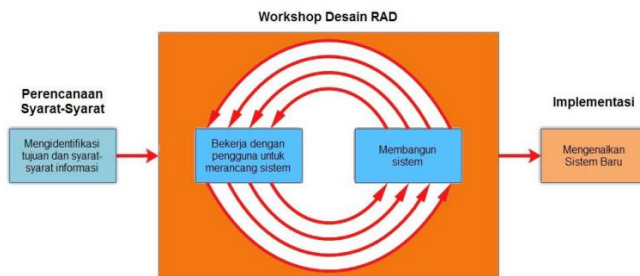 Workshop Desain RAD
Perencanaan
Syarat-Syarat
Mengidentifikasi
tujuan dan syarat-
syarat informasi
Bekerja dengan
pengguna untuk
merancang sistem
Membangun
sistem
Implementasi
Mengenalkan
Sistem Baru